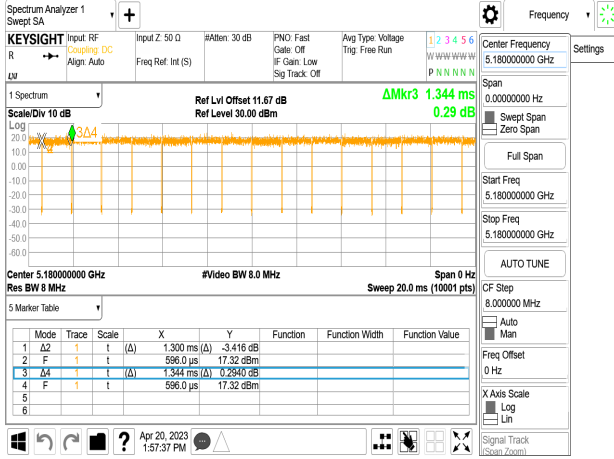 Spectrum Analyzer 1
Swept SA
Frequency
KEYSIGHT
R
Input: RF
Coupling: DC
Align: Auto
Input Z: 50 Ω
Freq Ref: Int (S)
#Atten: 30 dB
PNO: Fast
Gate: Off
IF Gain: Low
Sig Track: Off
Avg Type: Voltage
Trig: Free Run
1 2 3 4 5 6
W W W W W W
P N N N N N
1 Spectrum
Scale/Div 10 dB
Ref Lvl Offset 11.67 dB
Ref Level 30.00 dBm
ΔMkr3 1.344 ms
0.29 dB
Log
3Δ4
20.0
10.0
0.00
-10.0
-20.0
-30.0
-40.0
-50.0
-60.0
Center 5.180000000 GHz
Res BW 8 MHz
#Video BW 8.0 MHz
Span 0 Hz
Sweep 20.0 ms (10001 pts)
5 Marker Table
Mode Trace Scale X Y Function Function Width Function Value
1 Δ2 1 t (Δ) 1.300 ms (Δ) -3.416 dB
2 F 1 t 596.0 µs 17.32 dBm
3 Δ4 1 t (Δ) 1.344 ms (Δ) 0.2940 dB
4 F 1 t 596.0 µs 17.32 dBm
5
6
Apr 20, 2023
1:57:37 PM
Center Frequency
5.180000000 GHz
Settings
Span
0.00000000 Hz
Swept Span
Zero Span
Full Span
Start Freq
5.180000000 GHz
Stop Freq
5.180000000 GHz
AUTO TUNE
CF Step
8.000000 MHz
Auto
Man
Freq Offset
0 Hz
X Axis Scale
Log
Lin
Signal Track
(Span Zoom)